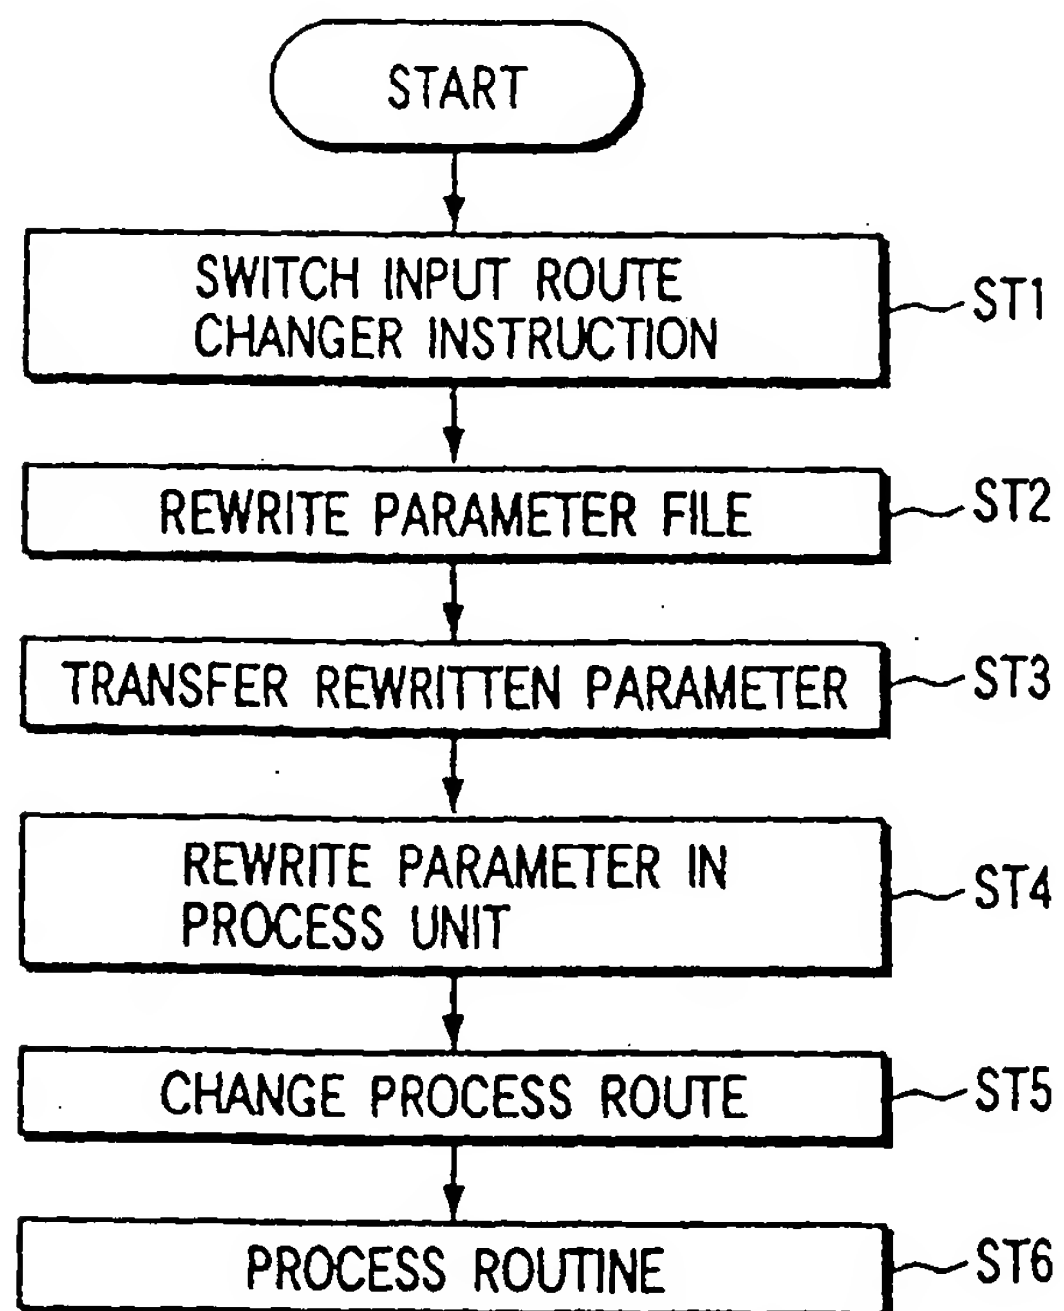 START
SWITCH INPUT ROUTE
CHANGER INSTRUCTION
ST1
REWRITE PARAMETER FILE
ST2
TRANSFER REWRITTEN PARAMETER
ST3
REWRITE PARAMETER IN
PROCESS UNIT
ST4
CHANGE PROCESS ROUTE
ST5
PROCESS ROUTINE
ST6